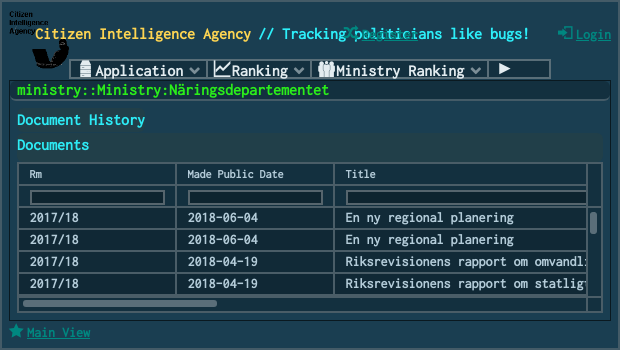 Citizen
Intelligence
Agency
Citizen Intelligence Agency // Tracking politicians like bugs!
Register
Login
Application
Ranking
Ministry Ranking
ministry::Ministry:Näringsdepartementet
Document History
Documents
Rm Made Public Date Title
2017/18 2018-06-04 En ny regional planering
2017/18 2018-06-04 En ny regional planering
2017/18 2018-04-19 Riksrevisionens rapport om omvandli
2017/18 2018-04-19 Riksrevisionens rapport om statlig
Main View